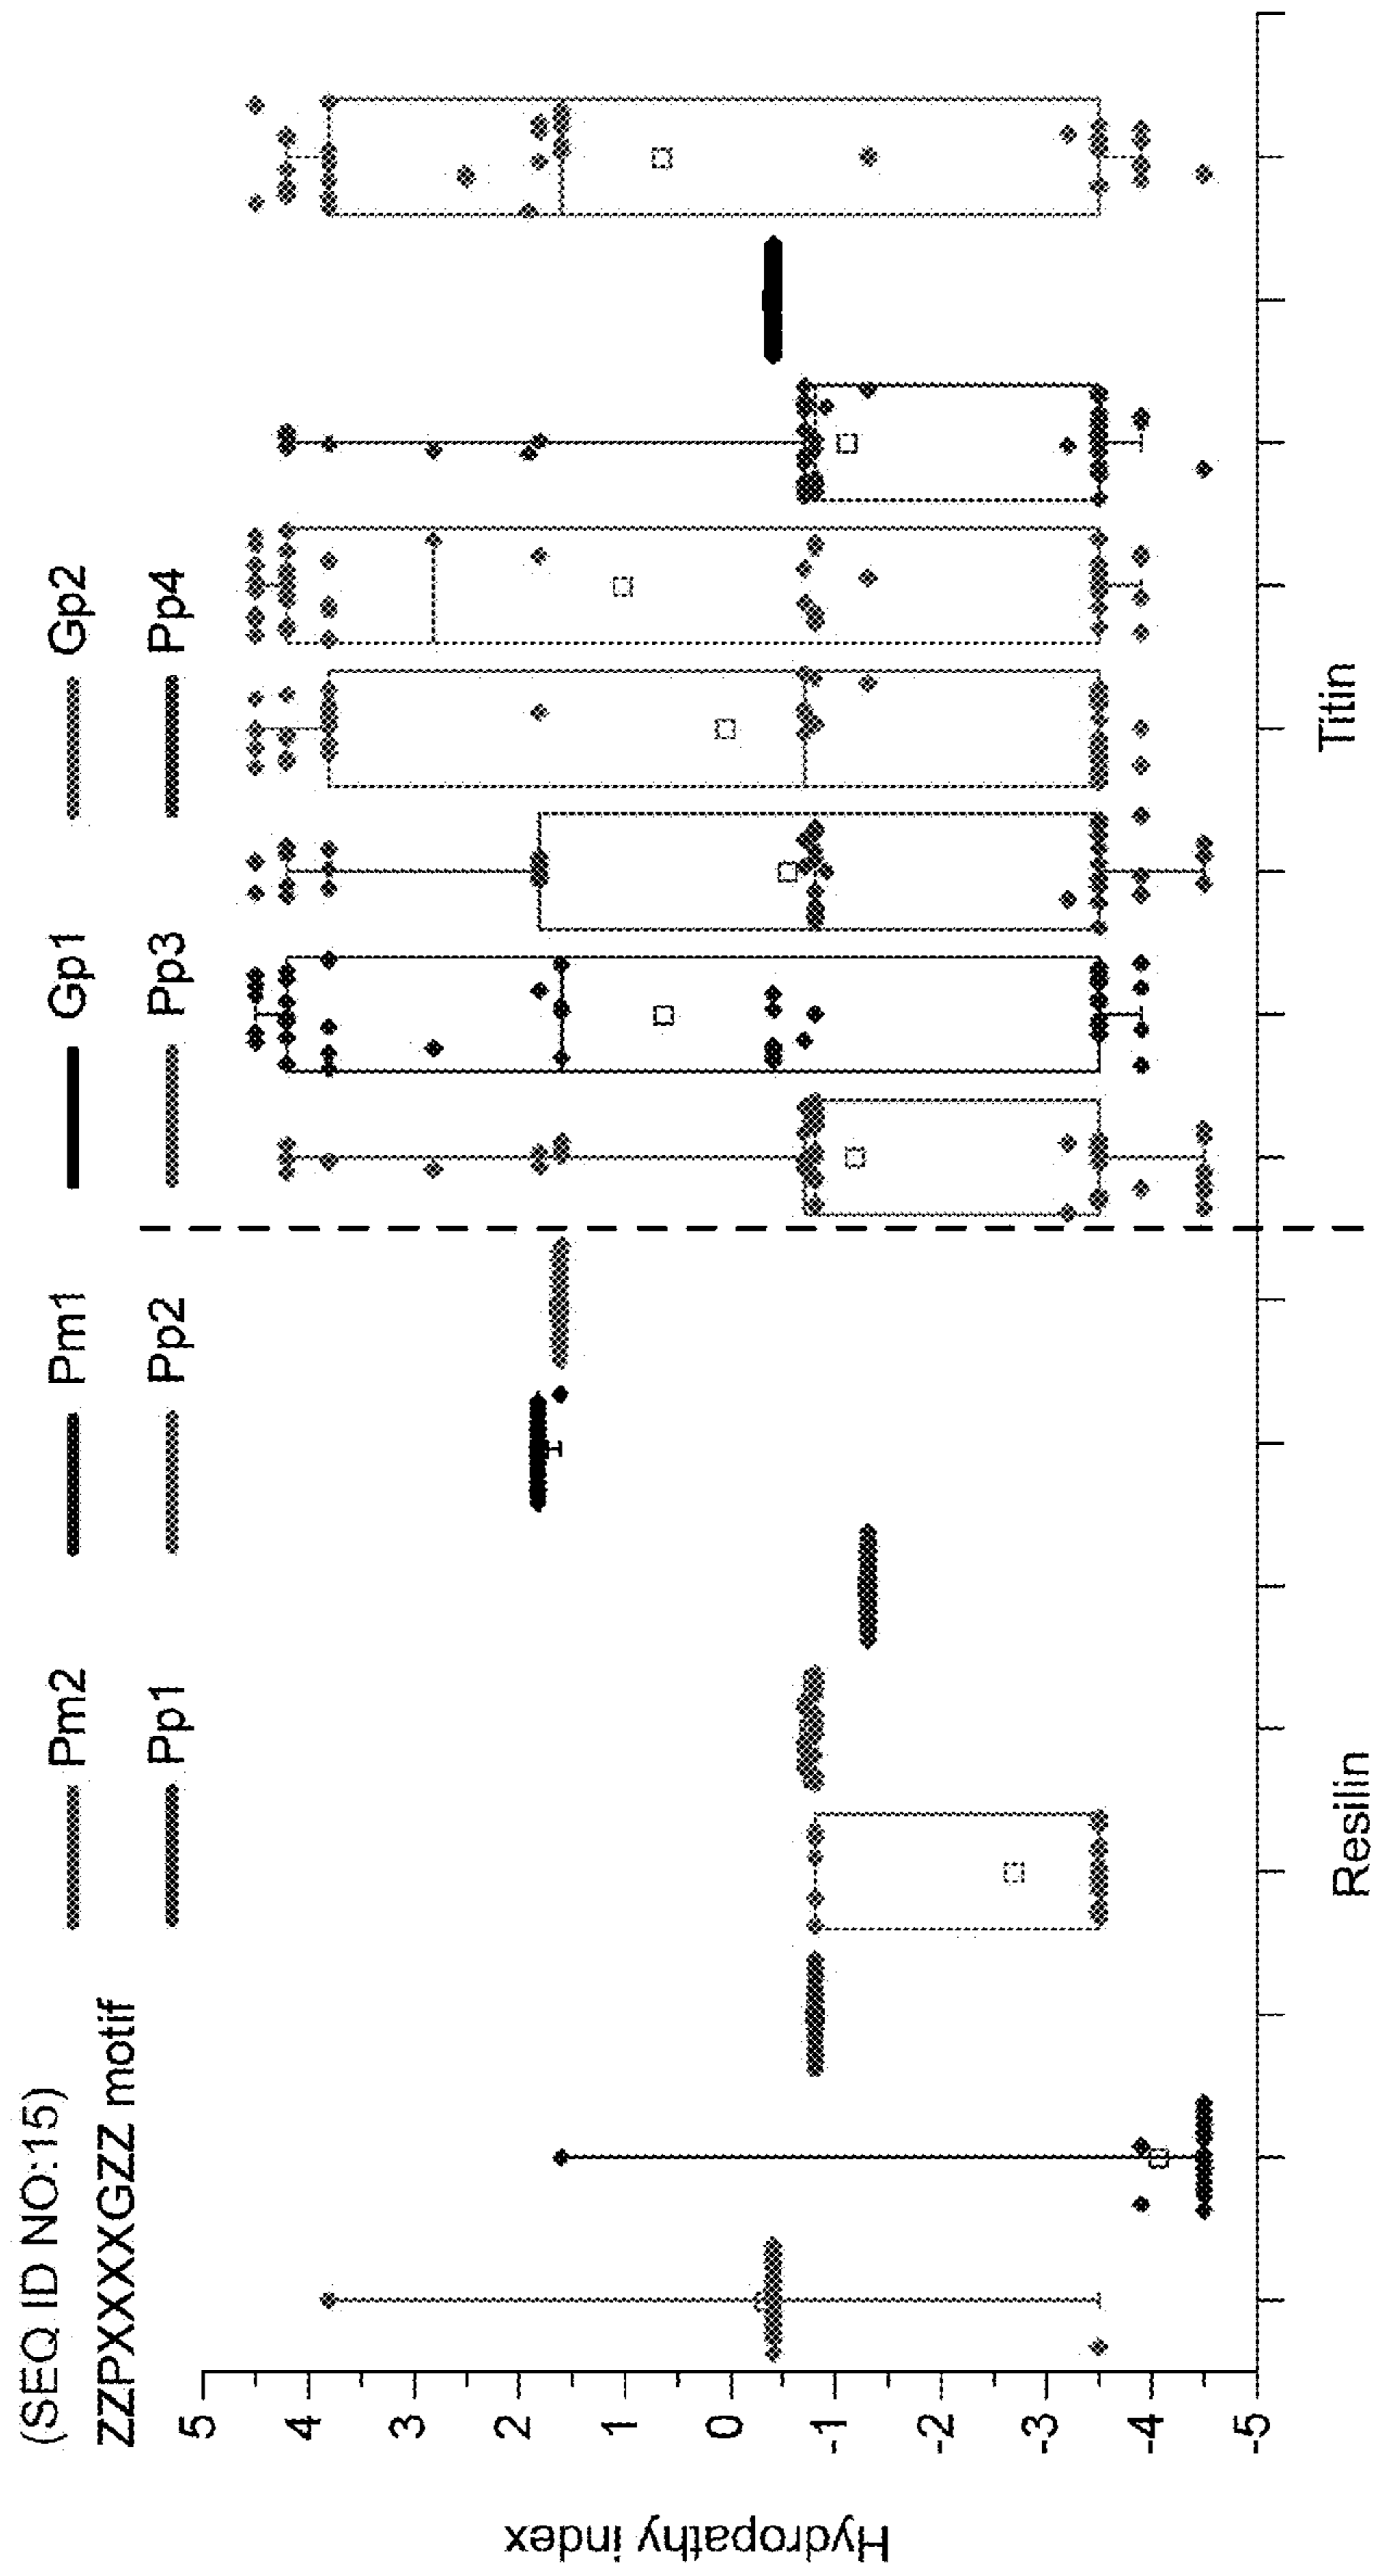 (SEQ ID NO:15)
ZZPXXXXGZZ motif
Pm2 Pm1 Gp1 Gp2
Pp1 Pp2 Pp3 Pp4
Hydropathy index
5
4
3
2
1
0
-1
-2
-3
-4
-5
Resilin Titin